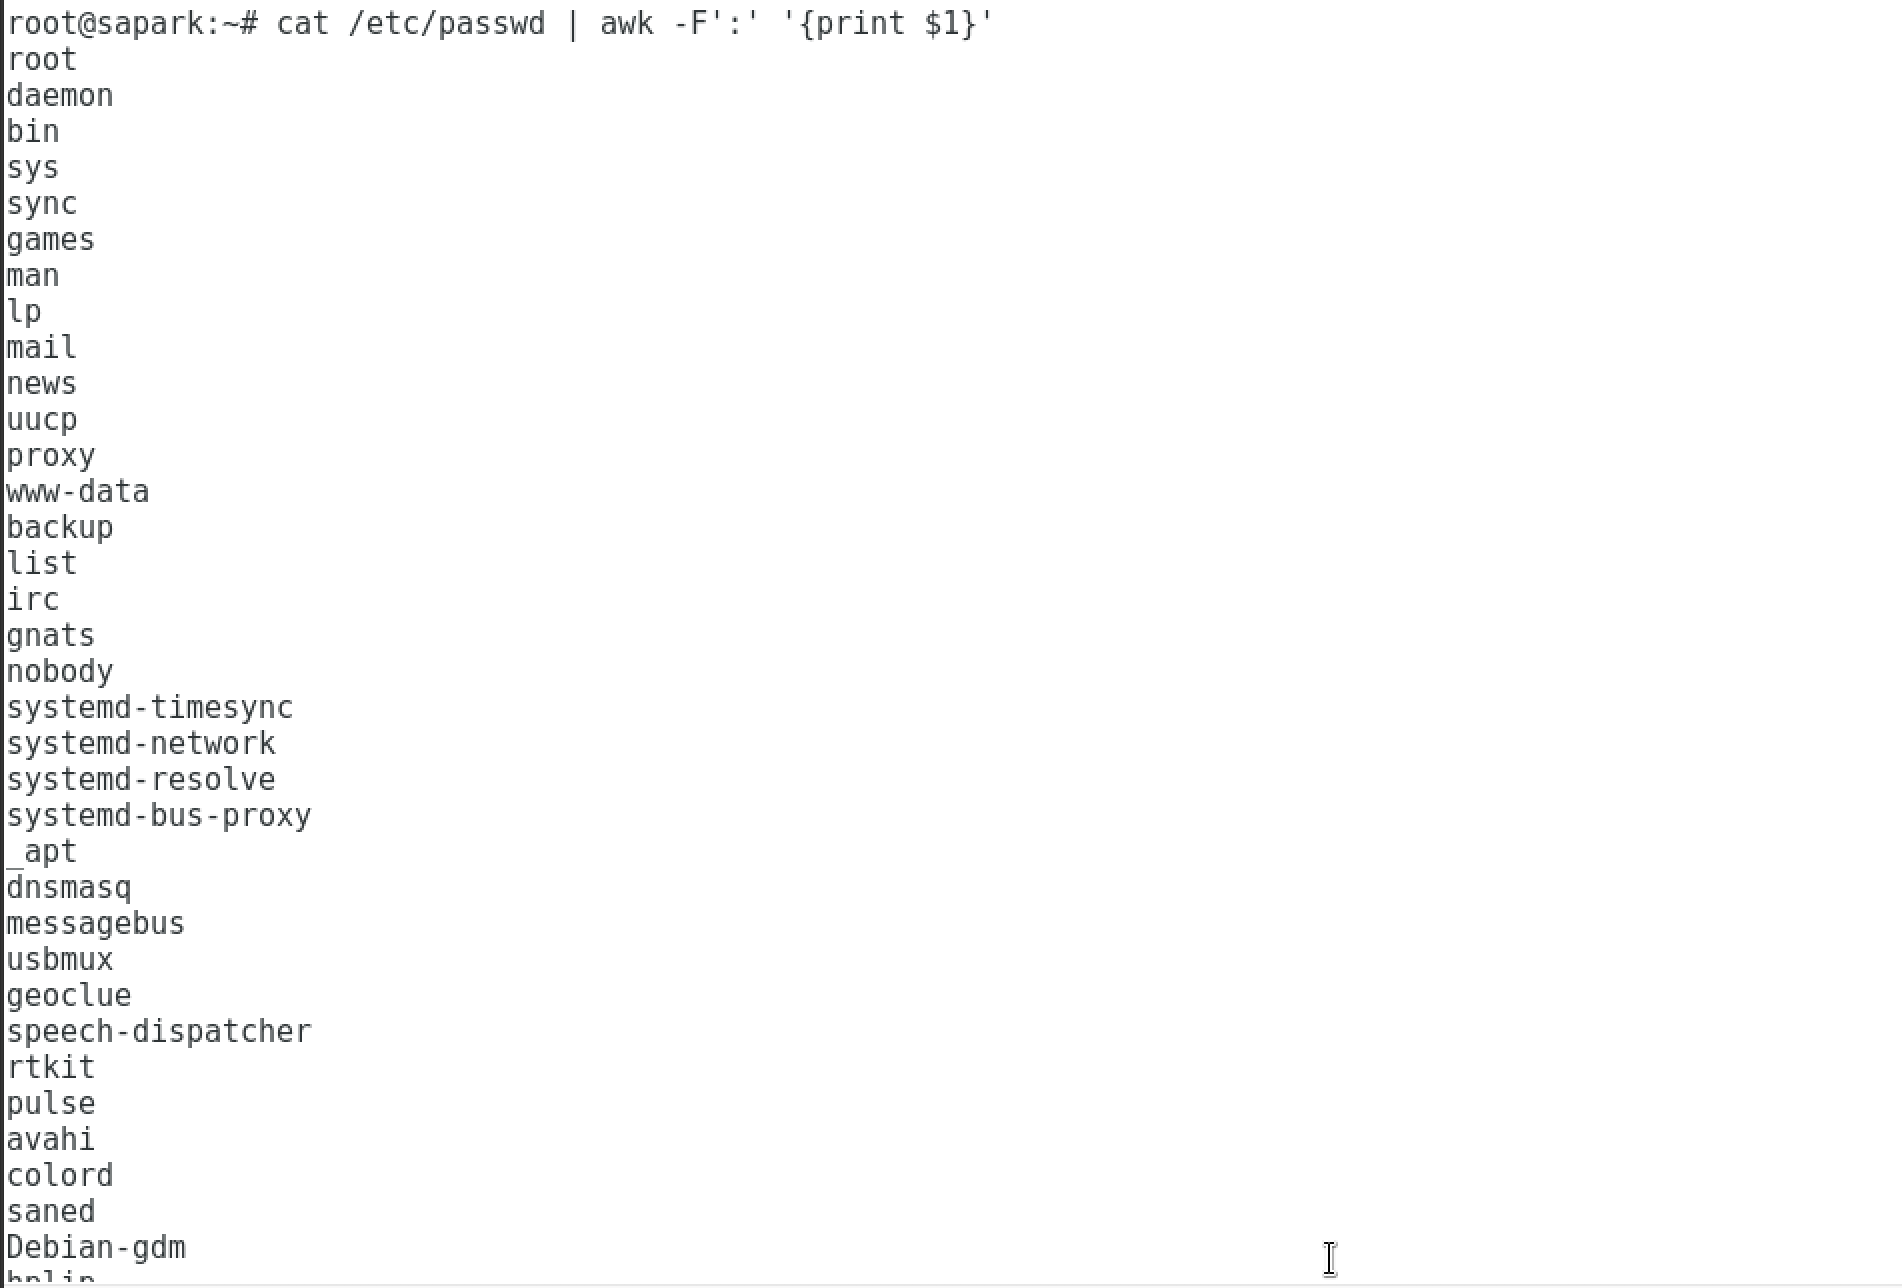 root@sapark:~# cat /etc/passwd | awk -F':' '{print $1}'
root
daemon
bin
sys
sync
games
man
lp
mail
news
uucp
proxy
www-data
backup
list
irc
gnats
nobody
systemd-timesync
systemd-network
systemd-resolve
systemd-bus-proxy
_apt
dnsmasq
messagebus
usbmux
geoclue
speech-dispatcher
rtkit
pulse
avahi
colord
saned
Debian-gdm
hplip